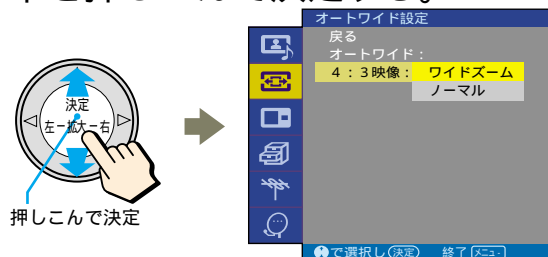 オートワイド設定
戻る
オートワイド：
４：３映像： ワイドズーム
ノーマル
決定
左－拡大－右
押しこんで決定
で選択し 決定 終了 メニュー